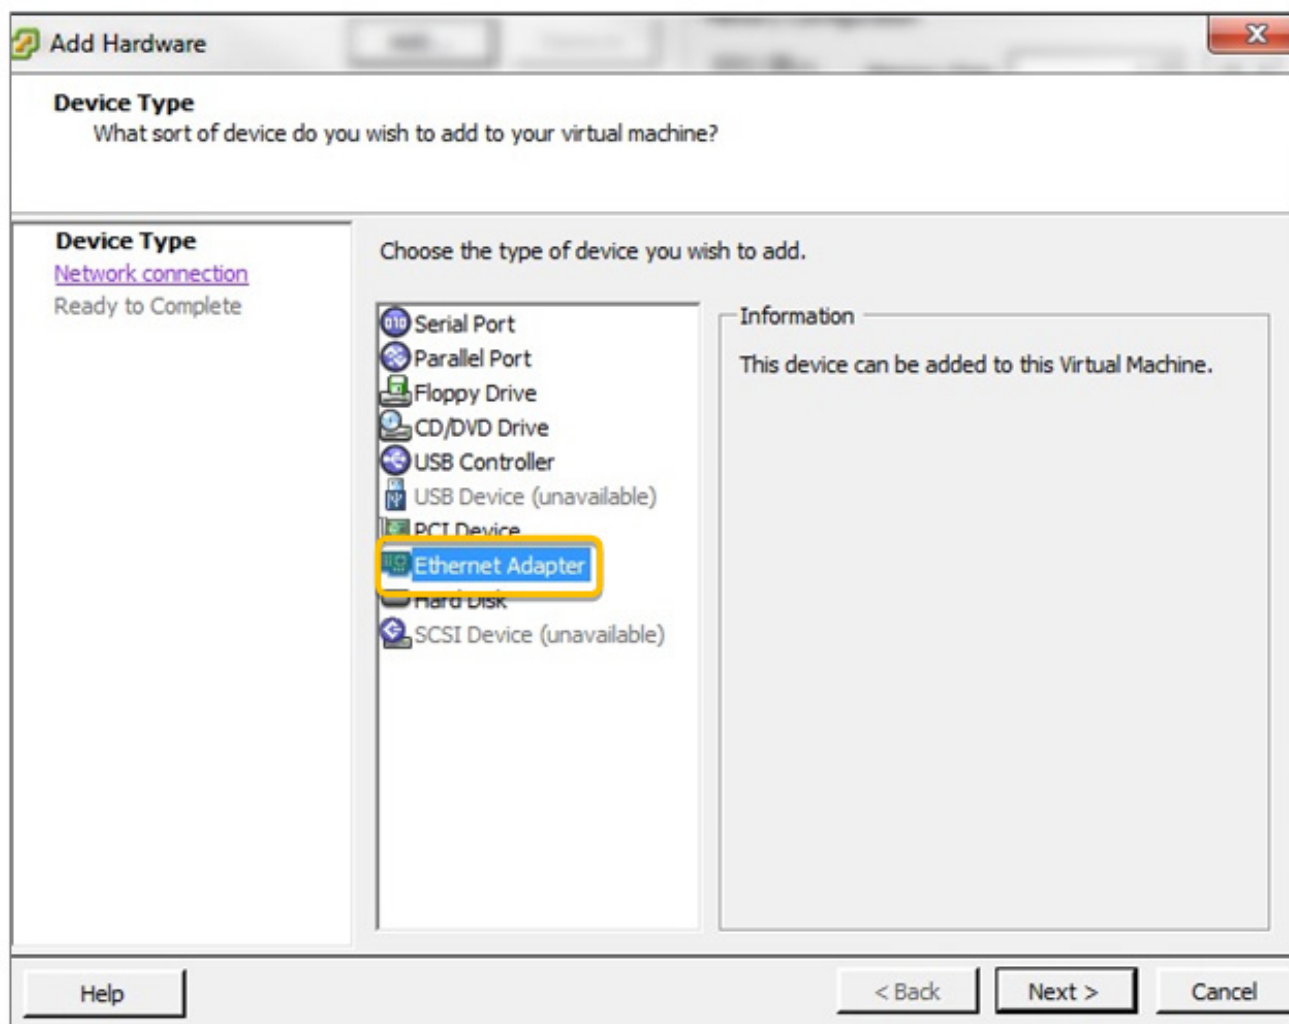 Add Hardware
Device Type
What sort of device do you wish to add to your virtual machine?
Device Type
Network connection
Ready to Complete
Choose the type of device you wish to add.
Serial Port
Parallel Port
Floppy Drive
CD/DVD Drive
USB Controller
USB Device (unavailable)
PCI Device
Ethernet Adapter
Hard Disk
SCSI Device (unavailable)
Information
This device can be added to this Virtual Machine.
Help
< Back
Next >
Cancel